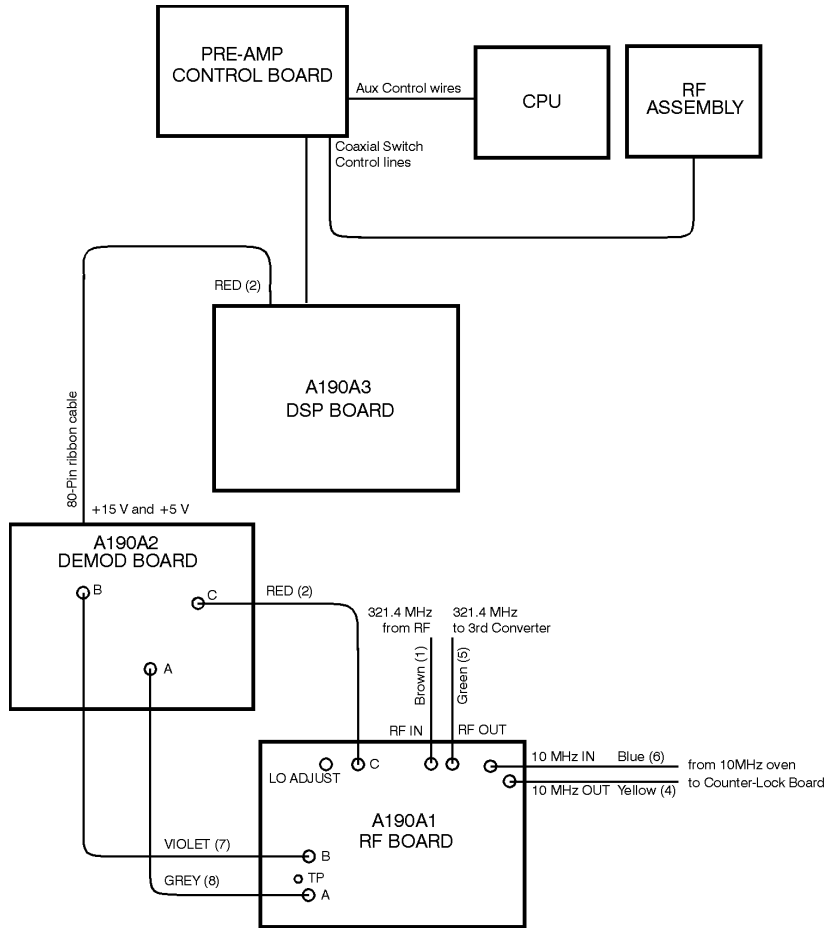 PRE-AMP
CONTROL BOARD
Aux Control wires
CPU
RF
ASSEMBLY
Coaxial Switch
Control lines
RED (2)
A190A3
DSP BOARD
80-Pin ribbon cable
+15 V and +5 V
A190A2
DEMOD BOARD
B
C
RED (2)
A
321.4 MHz
from RF
321.4 MHz
to 3rd Converter
Brown (1)
Green (5)
RF IN
RF OUT
LO ADJUST
C
10 MHz IN
Blue (6)
from 10MHz oven
10 MHz OUT
Yellow (4)
to Counter-Lock Board
A190A1
RF BOARD
VIOLET (7)
B
TP
GREY (8)
A